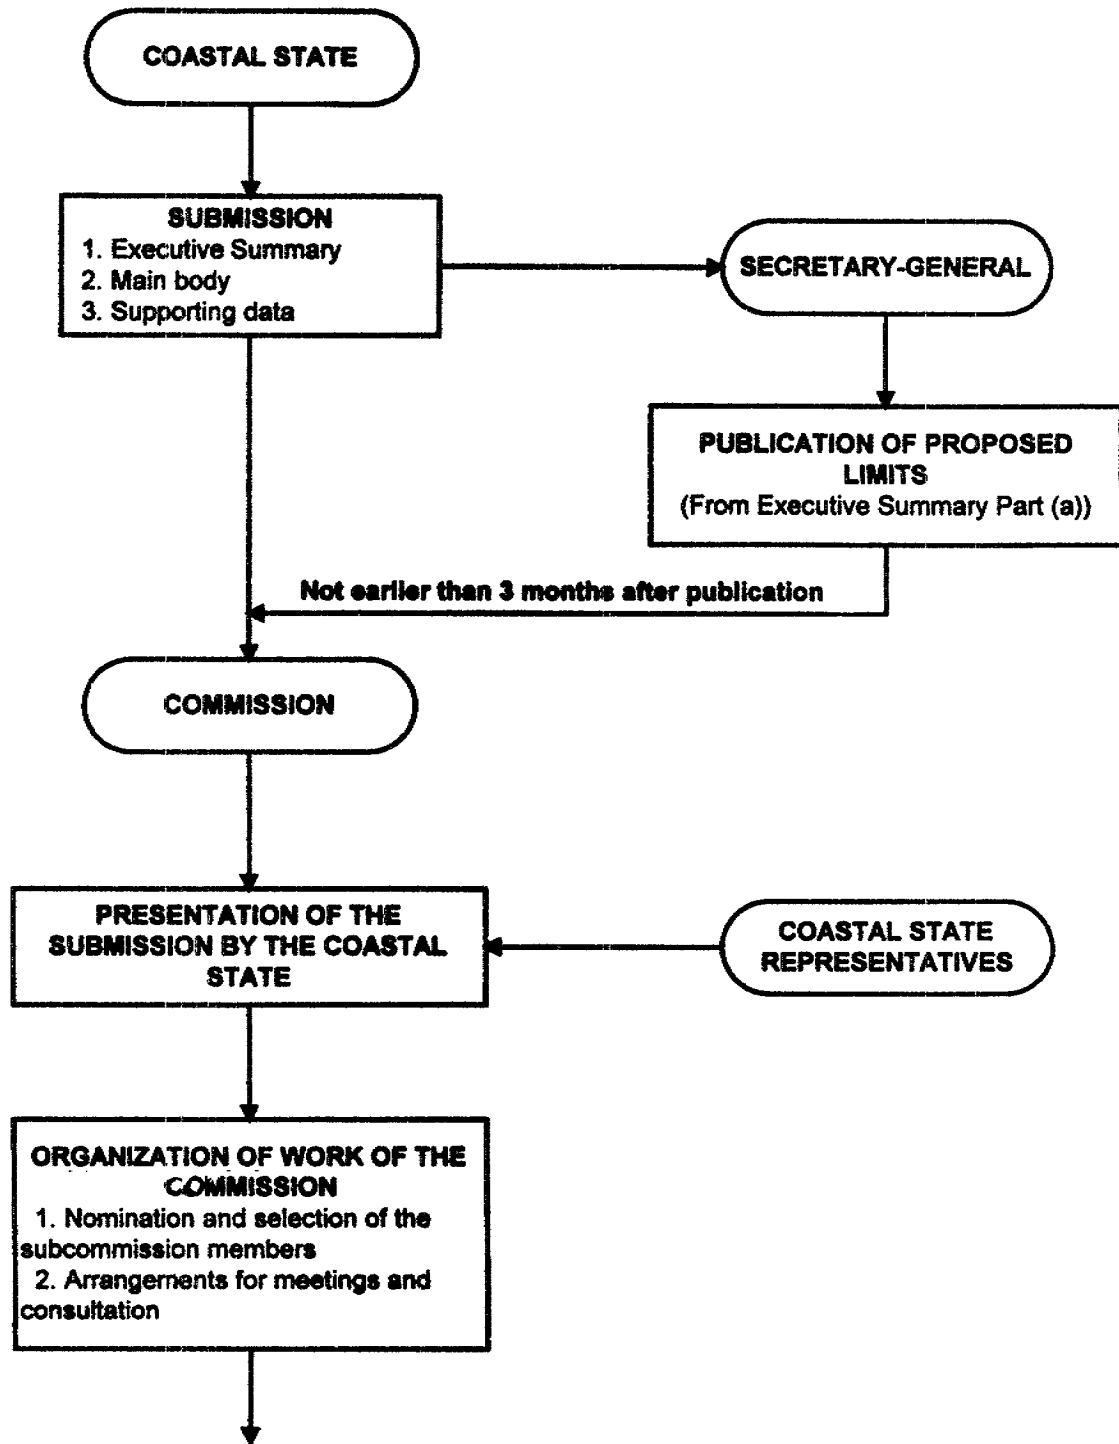 COASTAL STATE
SUBMISSION
1. Executive Summary
2. Main body
3. Supporting data
SECRETARY-GENERAL
PUBLICATION OF PROPOSED
LIMITS
(From Executive Summary Part (a))
Not earlier than 3 months after publication
COMMISSION
PRESENTATION OF THE
SUBMISSION BY THE COASTAL
STATE
COASTAL STATE
REPRESENTATIVES
ORGANIZATION OF WORK OF THE
COMMISSION
1. Nomination and selection of the
subcommission members
2. Arrangements for meetings and
consultation